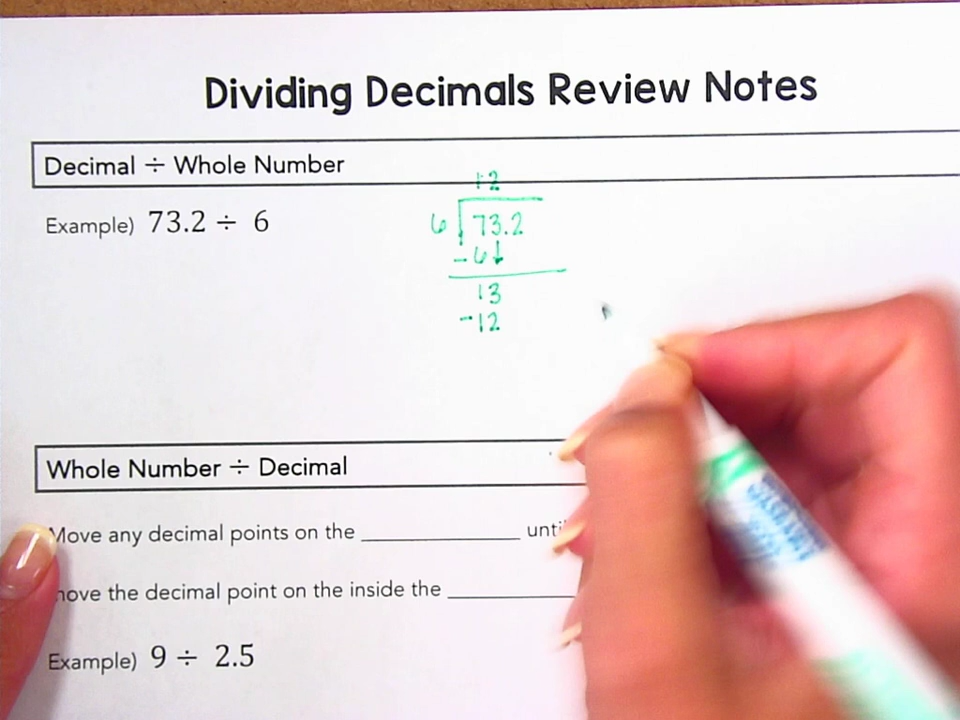 Dividing Decimals Review Notes
Decimal ÷ Whole Number
12
Example) 73.2 ÷ 6
6 73.2
-6↓
13
-12
Whole Number ÷ Decimal
Move any decimal points on the ____________
move the decimal point on the inside the ____________
Example) 9 ÷ 2.5